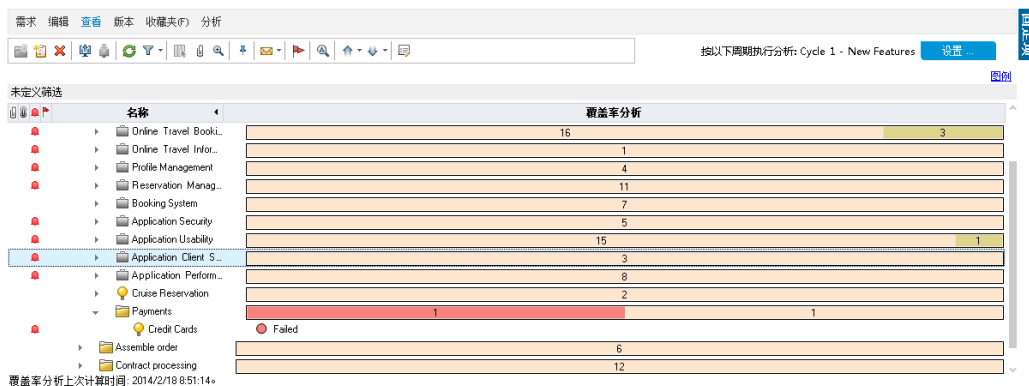 需求 编辑 查看 版本 收藏夹(F) 分析
按以下周期执行分析: Cycle 1 - New Features 设置 ...
图例
未定义筛选
名称 覆盖率分析
Online Travel Booki... 16 3
Online Travel Infor... 1
Profile Management 4
Reservation Manag... 11
Booking System 7
Application Security 5
Application Usability 15 1
Application Client S... 3
Application Perform... 8
Cruise Reservation 2
Payments 1 1
Credit Cards Failed
Assemble order 6
Contract processing 12
覆盖率分析上次计算时间: 2014/2/18 8:51:14。